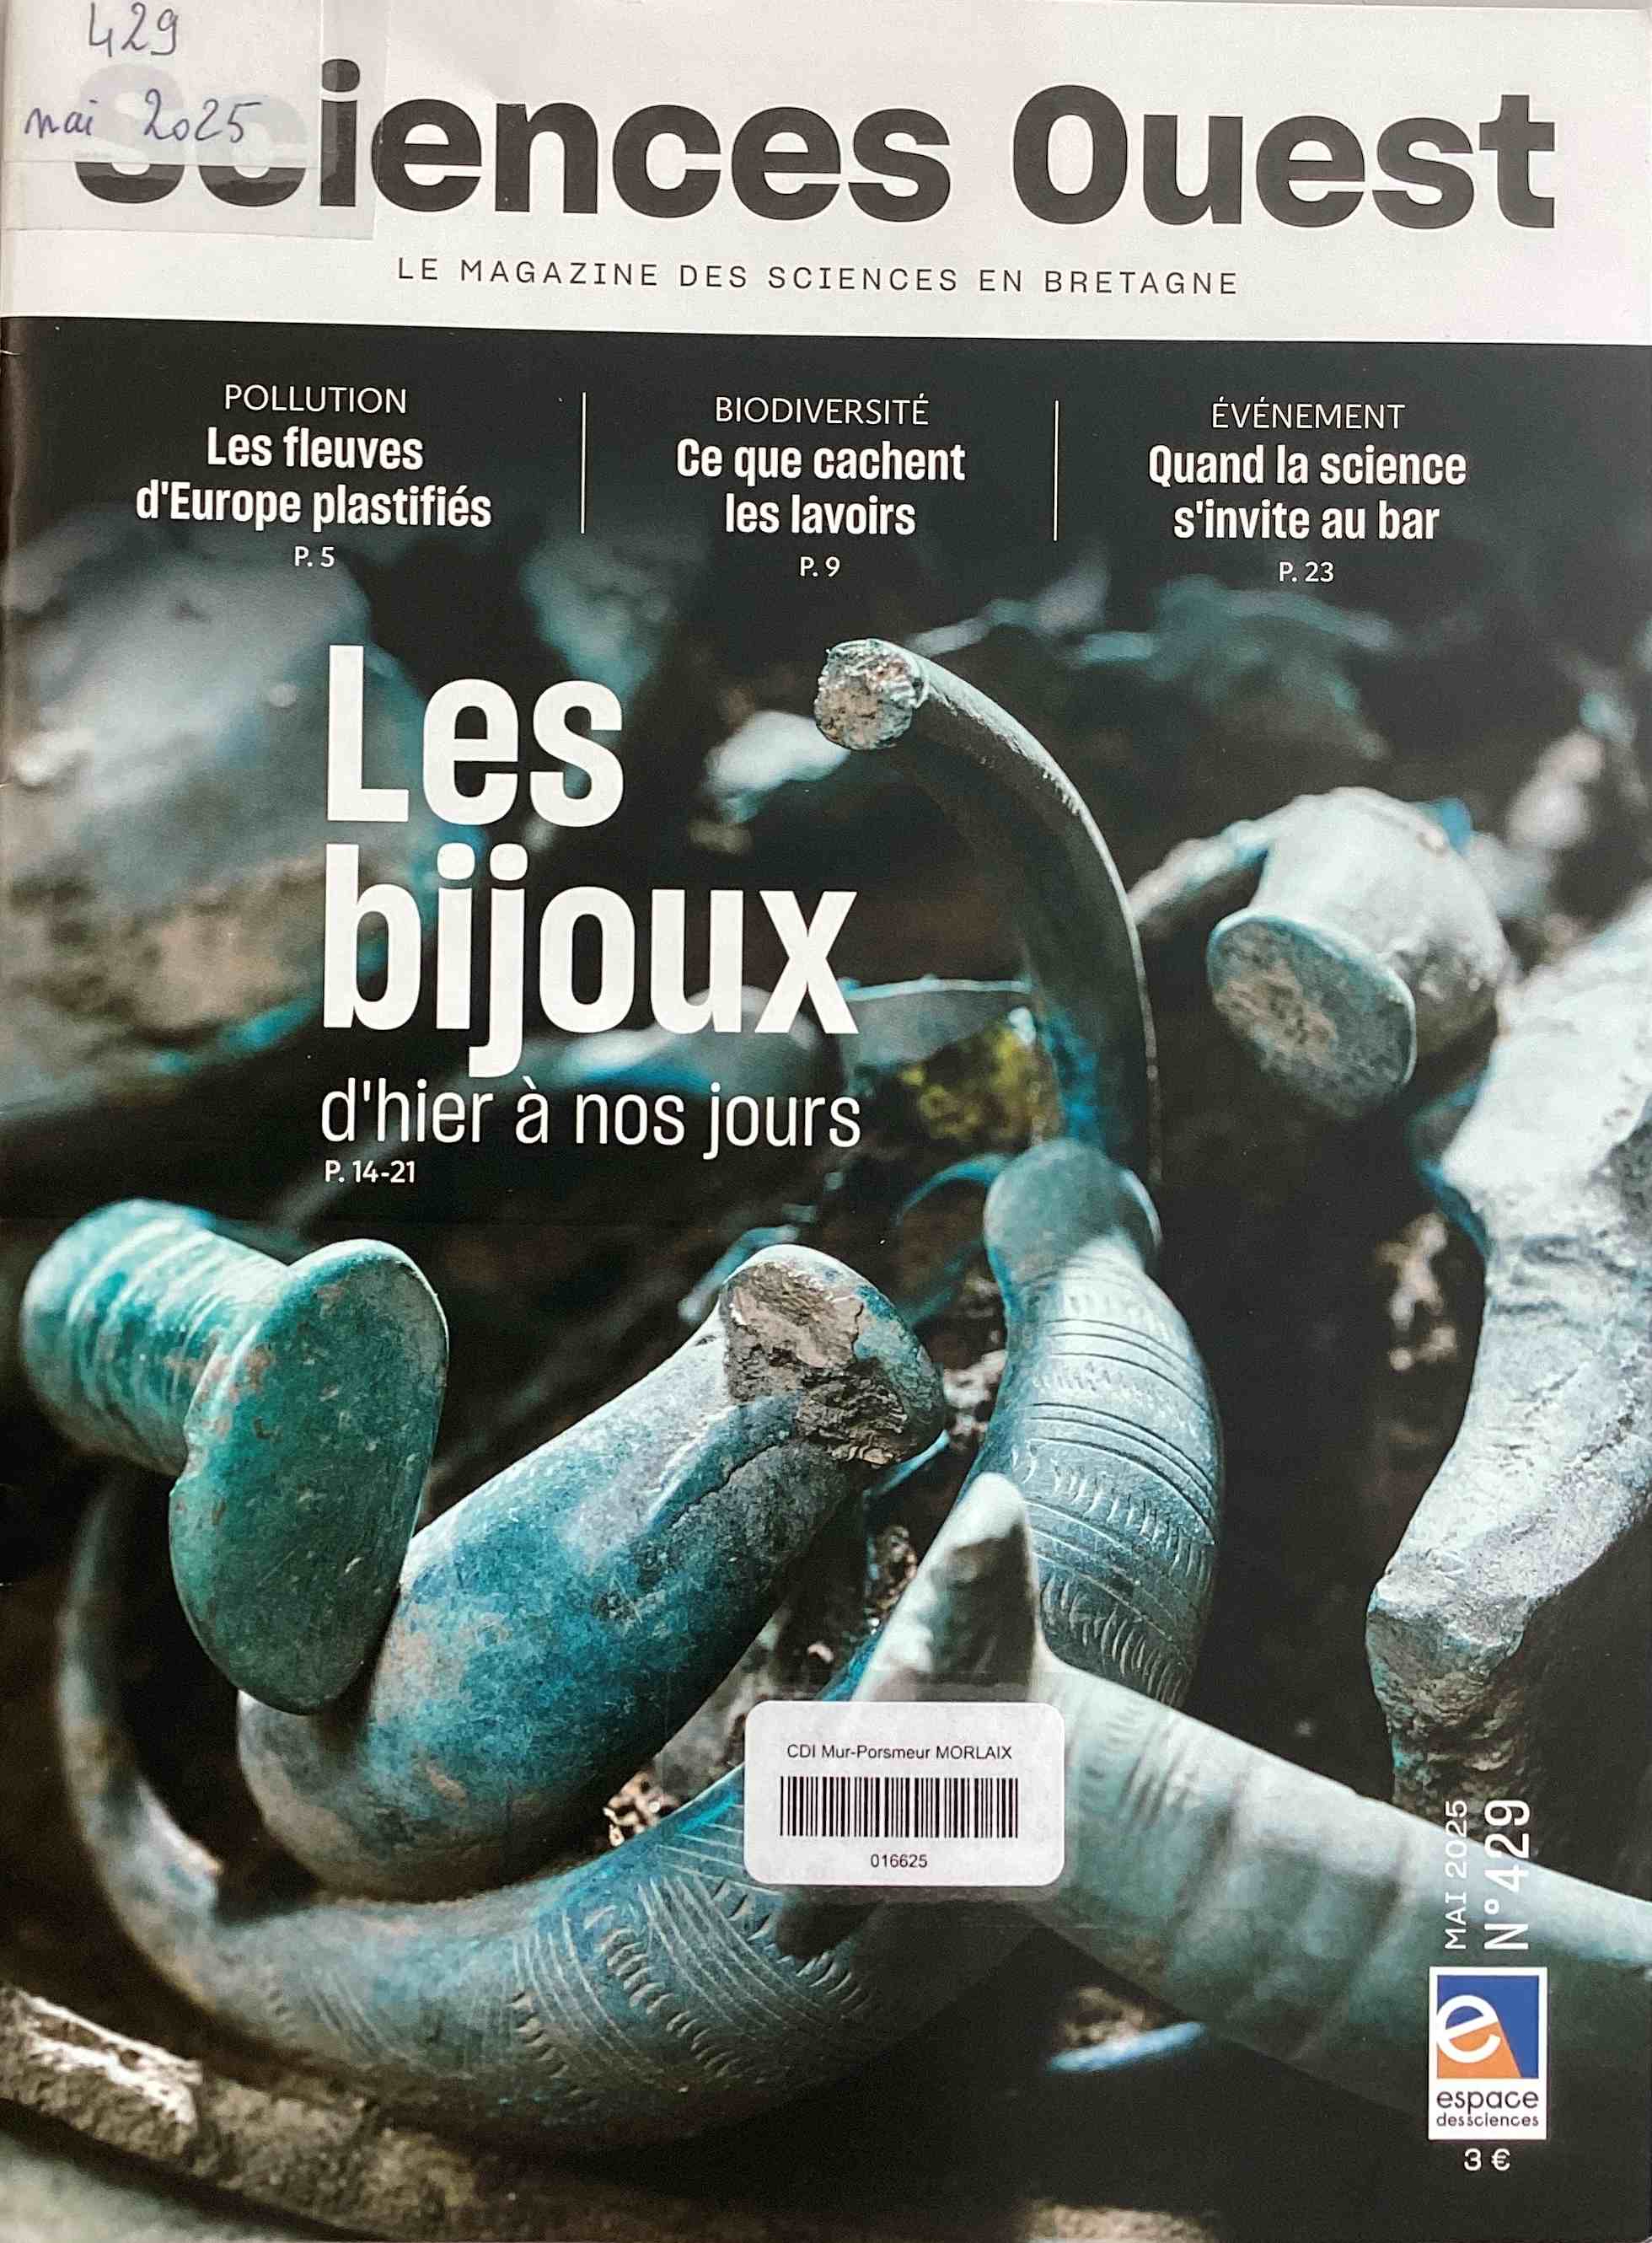 429
mai 2025
Sciences Ouest
LE MAGAZINE DES SCIENCES EN BRETAGNE
POLLUTION
Les fleuves
d'Europe plastifiés
P. 5
BIODIVERSITÉ
Ce que cachent
les lavoirs
P. 9
ÉVÉNEMENT
Quand la science
s'invite au bar
P. 23
Les
bijoux
d'hier à nos jours
P. 14-21
CDI Mur-Porsmeur MORLAIX
016625
MAI 2025
N°429
e
espace
des sciences
3 €